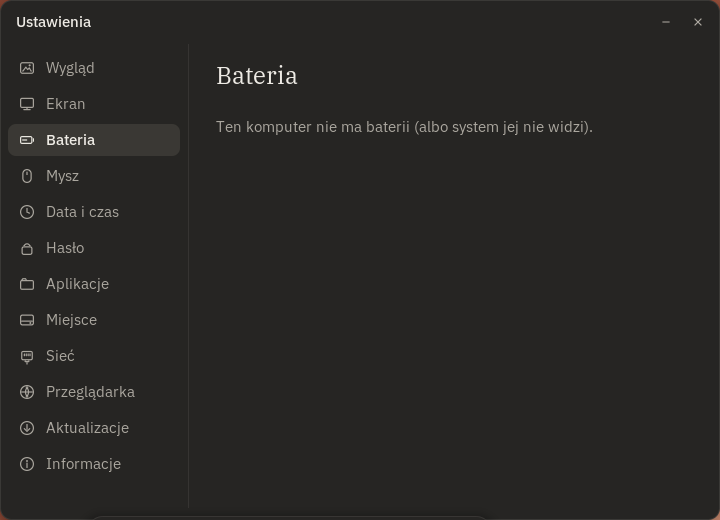 Ustawienia
Wygląd
Ekran
Bateria
Mysz
Data i czas
Hasło
Aplikacje
Miejsce
Sieć
Przeglądarka
Aktualizacje
Informacje
Bateria
Ten komputer nie ma baterii (albo system jej nie widzi).